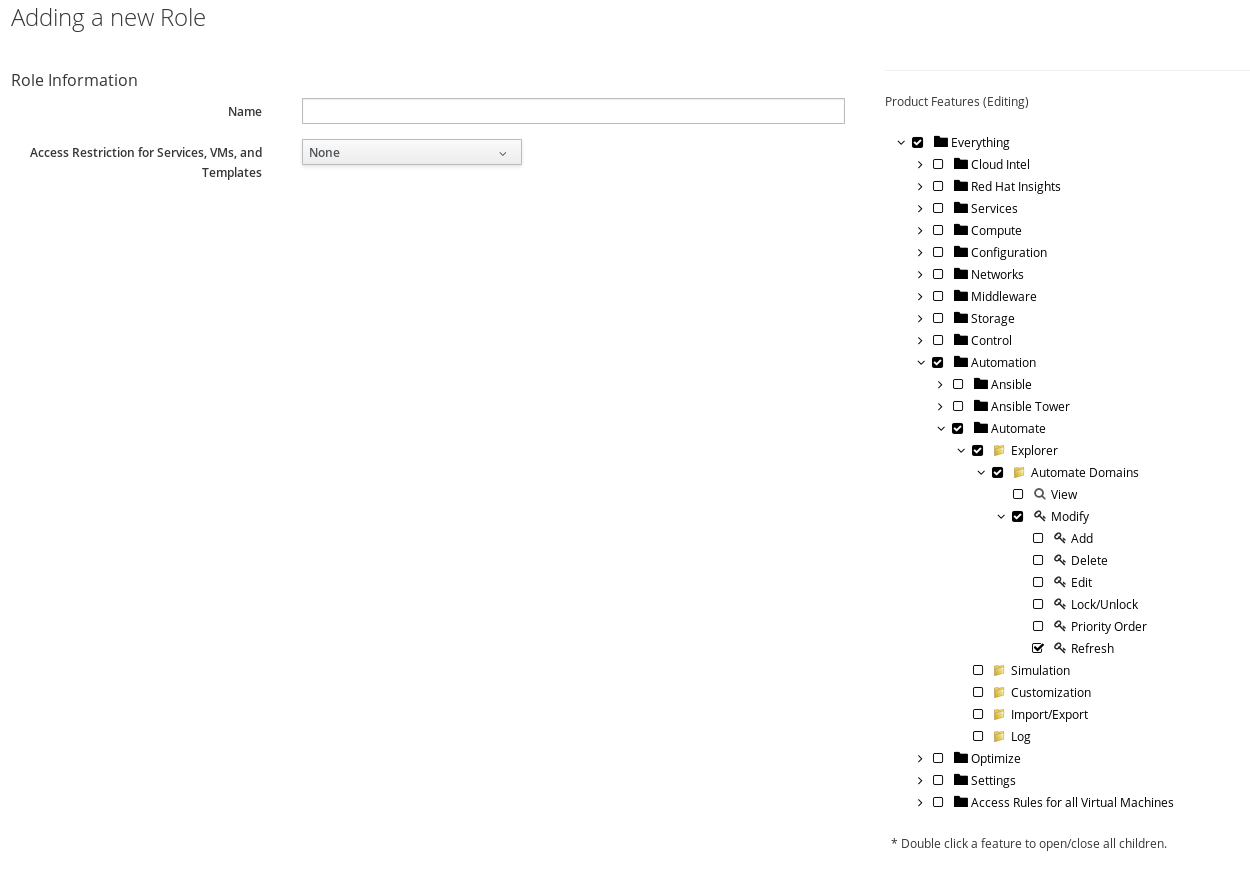 Adding a new Role
Role Information
Name
Access Restriction for Services, VMs, and
Templates
None
Product Features (Editing)
Everything
Cloud Intel
Red Hat Insights
Services
Compute
Configuration
Networks
Middleware
Storage
Control
Automation
Ansible
Ansible Tower
Automate
Explorer
Automate Domains
View
Modify
Add
Delete
Edit
Lock/Unlock
Priority Order
Refresh
Simulation
Customization
Import/Export
Log
Optimize
Settings
Access Rules for all Virtual Machines
* Double click a feature to open/close all children.